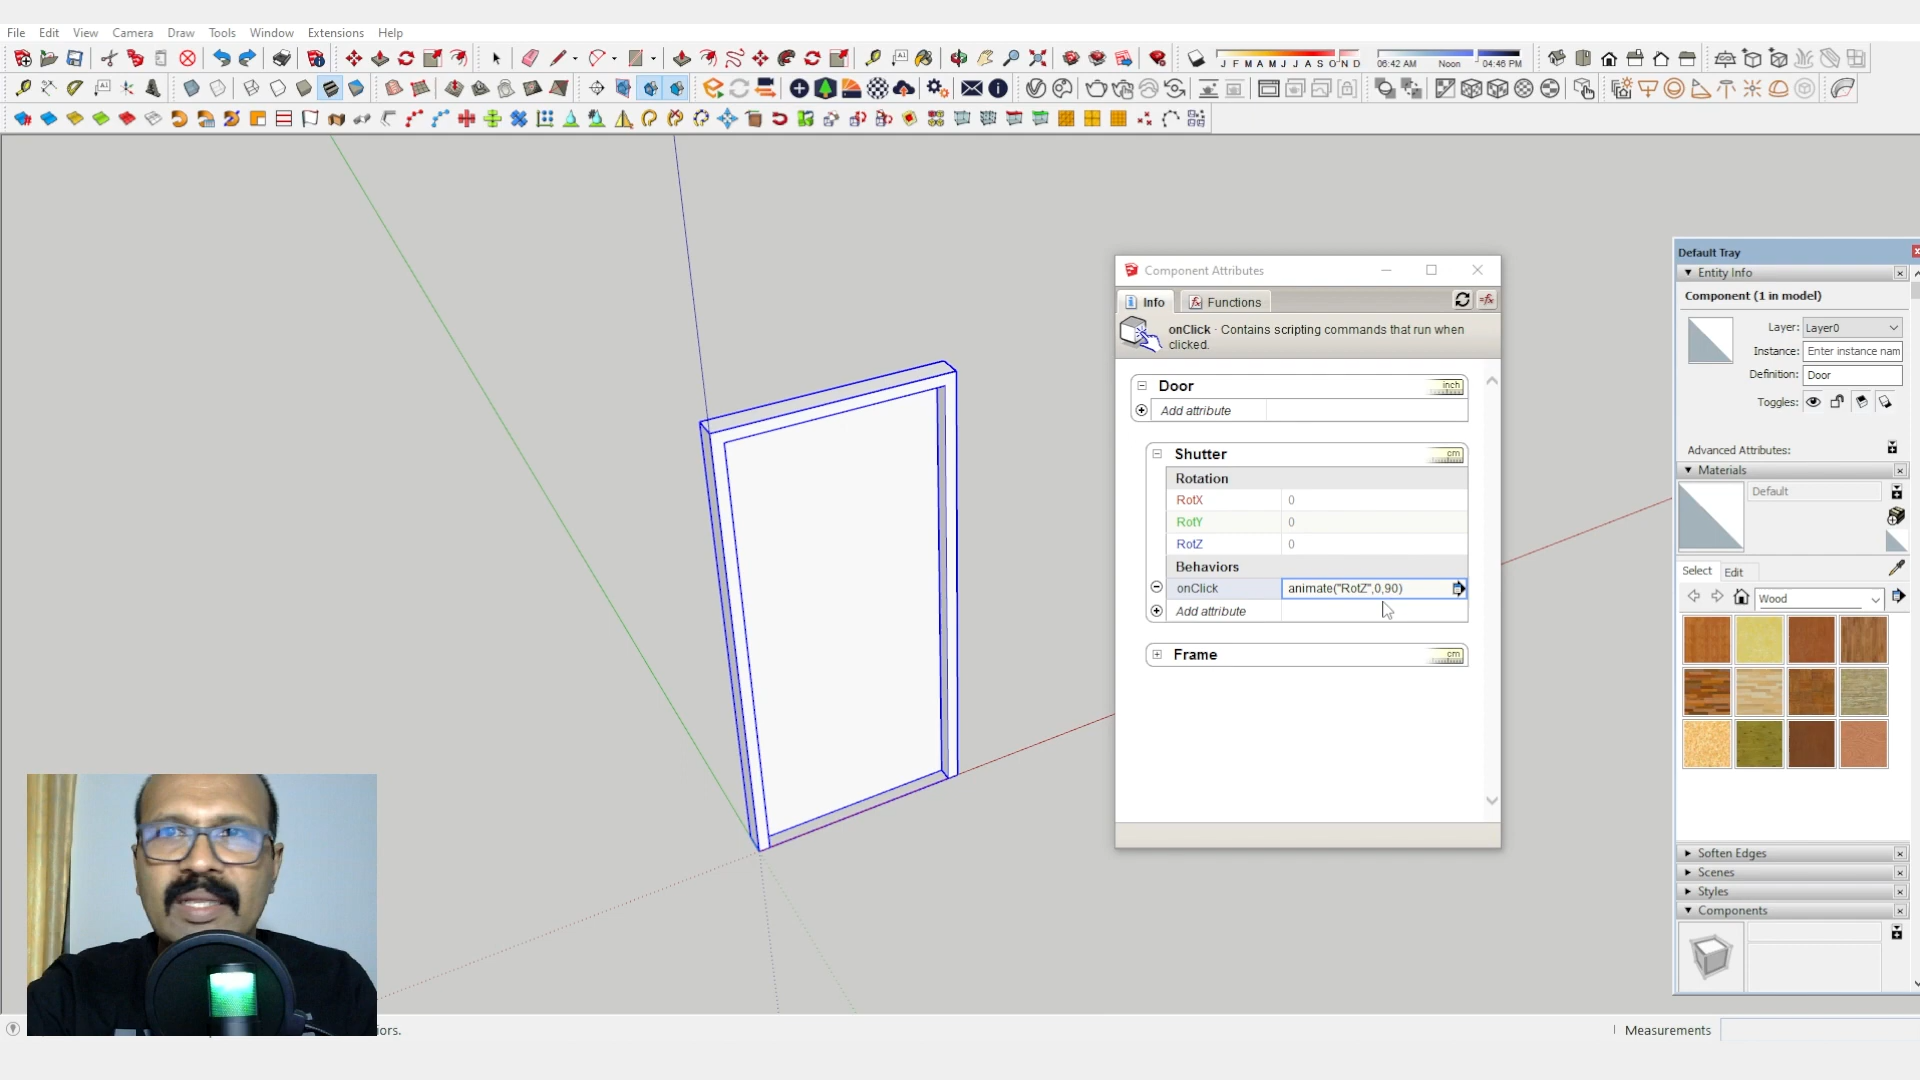 File Edit View Camera Draw Tools Window Extensions Help
J F M A M J J A S O N D 06:42 AM Noon 04:46 PM
Component Attributes
Info Functions
onClick · Contains scripting commands that run when
clicked.
Door inch
Add attribute
Shutter cm
Rotation
RotX 0
RotY 0
RotZ 0
Behaviors
onClick animate("RotZ",0,90)
Add attribute
Frame cm
Default Tray
Entity Info
Component (1 in model)
Layer: Layer0
Instance: Enter instance nam
Definition: Door
Toggles:
Advanced Attributes:
Materials
Default
Select Edit
Wood
Soften Edges
Scenes
Styles
Components
iors.
Measurements